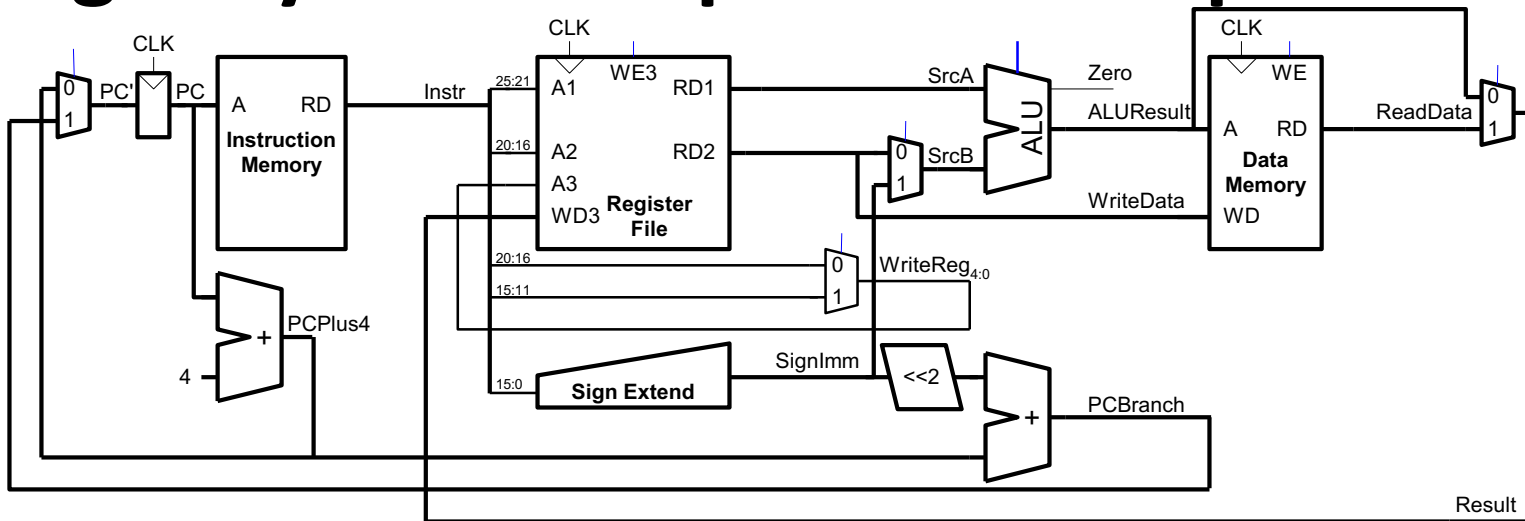 CLK
CLK
CLK
0
1
PC'
PC
A
RD
Instruction
Memory
Instr
25:21
20:16
A1
WE3
RD1
A2
RD2
A3
WD3
Register
File
SrcA
0
1
SrcB
ALU
Zero
ALUResult
WriteData
WE
A
RD
Data
Memory
WD
ReadData
0
1
20:16
15:11
0
1
WriteReg4:0
+
PCPlus4
4
15:0
Sign Extend
SignImm
<<2
+
PCBranch
Result